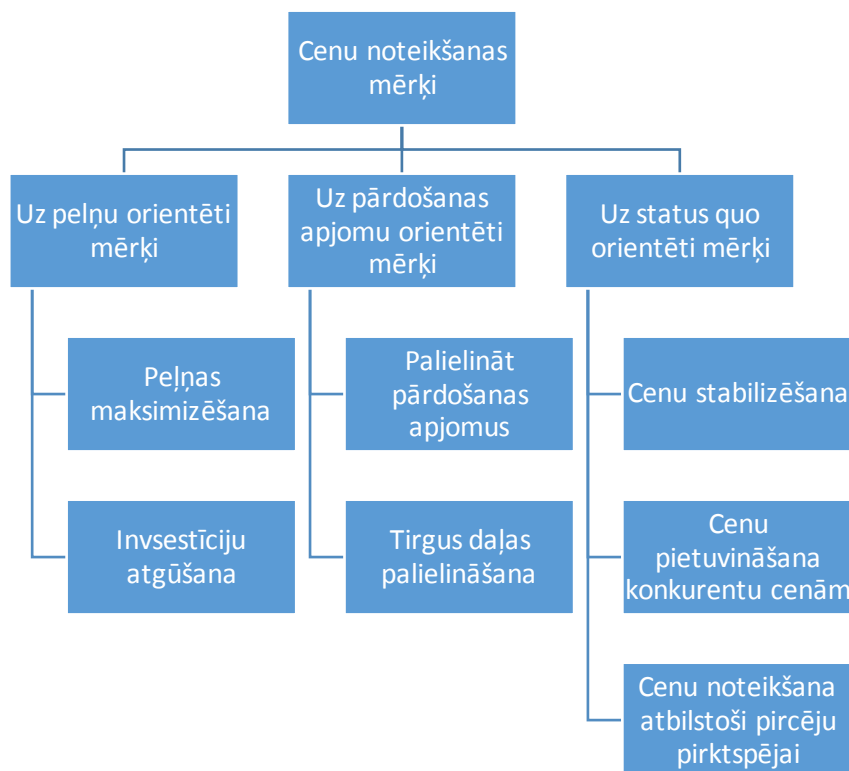 Cenu noteikšanas
mērķi
Uz peļņu orientēti
mērķi
Peļņas
maksimizēšana
Invsestīciju
atgūšana
Uz pārdošanas
apjomu orientēti
mērķi
Palielināt
pārdošanas
apjomus
Tirgus daļas
palielināšana
Uz status quo
orientēti mērķi
Cenu stabilizēšana
Cenu
pietuvināšana
konkurentu cenām
Cenu noteikšana
atbilstoši pircēju
pirktspējai